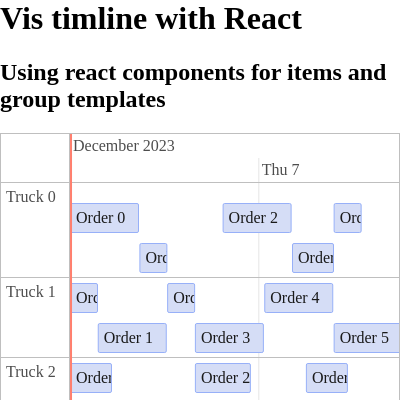 Vis timline with React
Using react components for items and
group templates
December 2023
Thu 7
Truck 0
Order 0
Order 2
Orc
Orc
Order
Truck 1
Orc
Orc
Order 4
Order 1
Order 3
Order 5
Truck 2
Order
Order 2
Order